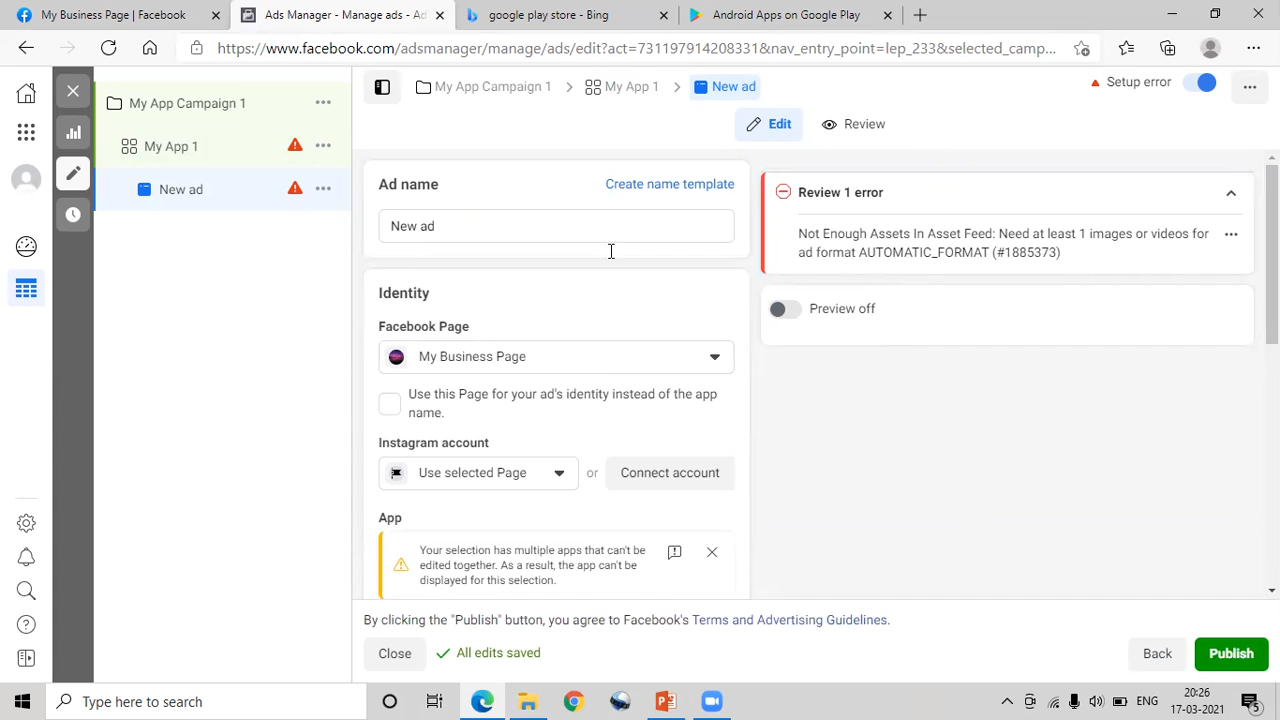 My Business Page | Facebook
Ads Manager - Manage ads - Ad
google play store - Bing
Android Apps on Google Play
https://www.facebook.com/adsmanager/manage/ads/edit?act=731197914208331&nav_entry_point=lep_233&selected_camp...
My App Campaign 1
My App 1
New ad
My App Campaign 1 > My App 1 > New ad
Setup error
Edit
Review
Ad name
Create name template
New ad
Identity
Facebook Page
My Business Page
Use this Page for your ad's identity instead of the app
name.
Instagram account
Use selected Page or Connect account
App
Your selection has multiple apps that can't be
edited together. As a result, the app can't be
displayed for this selection.
Review 1 error
Not Enough Assets In Asset Feed: Need at least 1 images or videos for
ad format AUTOMATIC_FORMAT (#1885373)
Preview off
By clicking the "Publish" button, you agree to Facebook's Terms and Advertising Guidelines.
Close
All edits saved
Back
Publish
Type here to search
ENG
20:26
17-03-2021
5